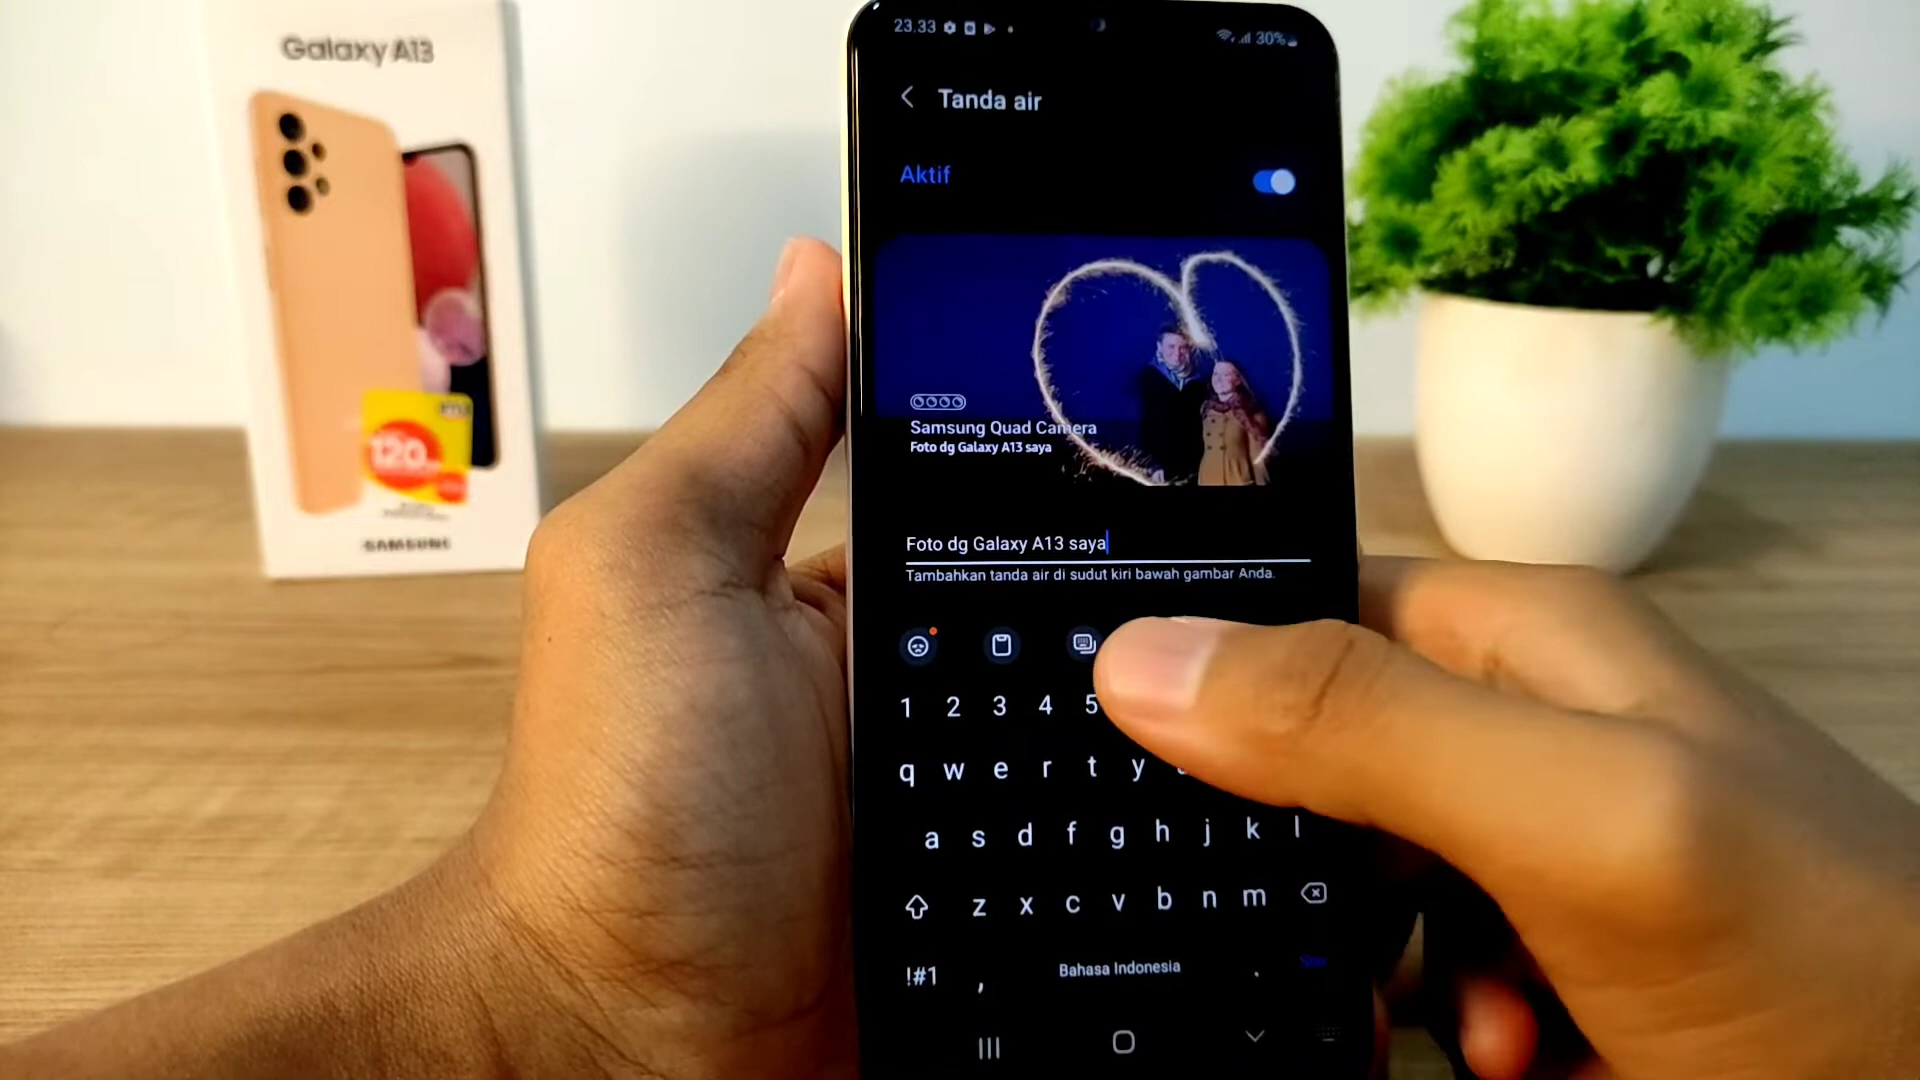 Galaxy A13
120
SAMSUNG
23.33
30%
Tanda air
Aktif
Samsung Quad Camera
Foto dg Galaxy A13 saya
Foto dg Galaxy A13 saya
Tambahkan tanda air di sudut kiri bawah gambar Anda.
1 2 3 4 5
q w e r t y
a s d f g h j k l
z x c v b n m
!#1 , Bahasa Indonesia .